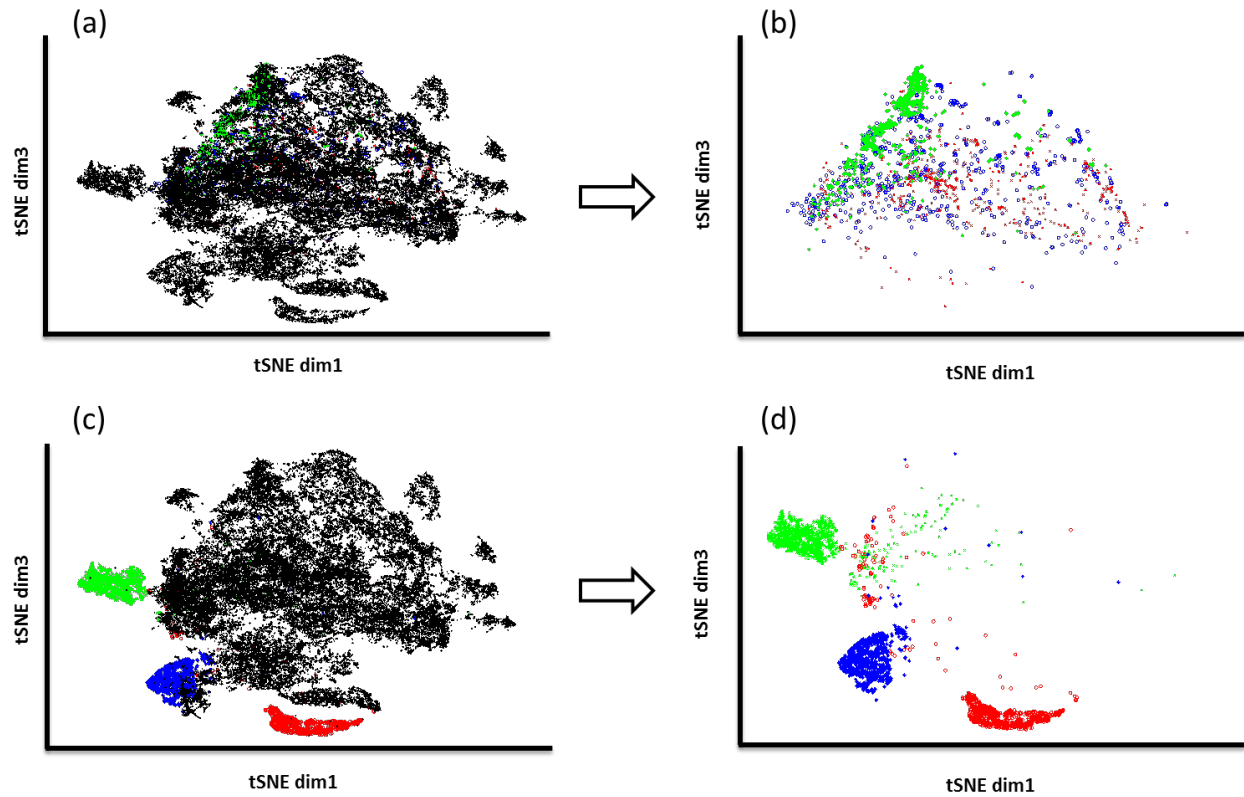 (a)
(b)
tSNE dim3
tSNE dim3
tSNE dim1
tSNE dim1
(c)
(d)
tSNE dim3
tSNE dim3
tSNE dim1
tSNE dim1